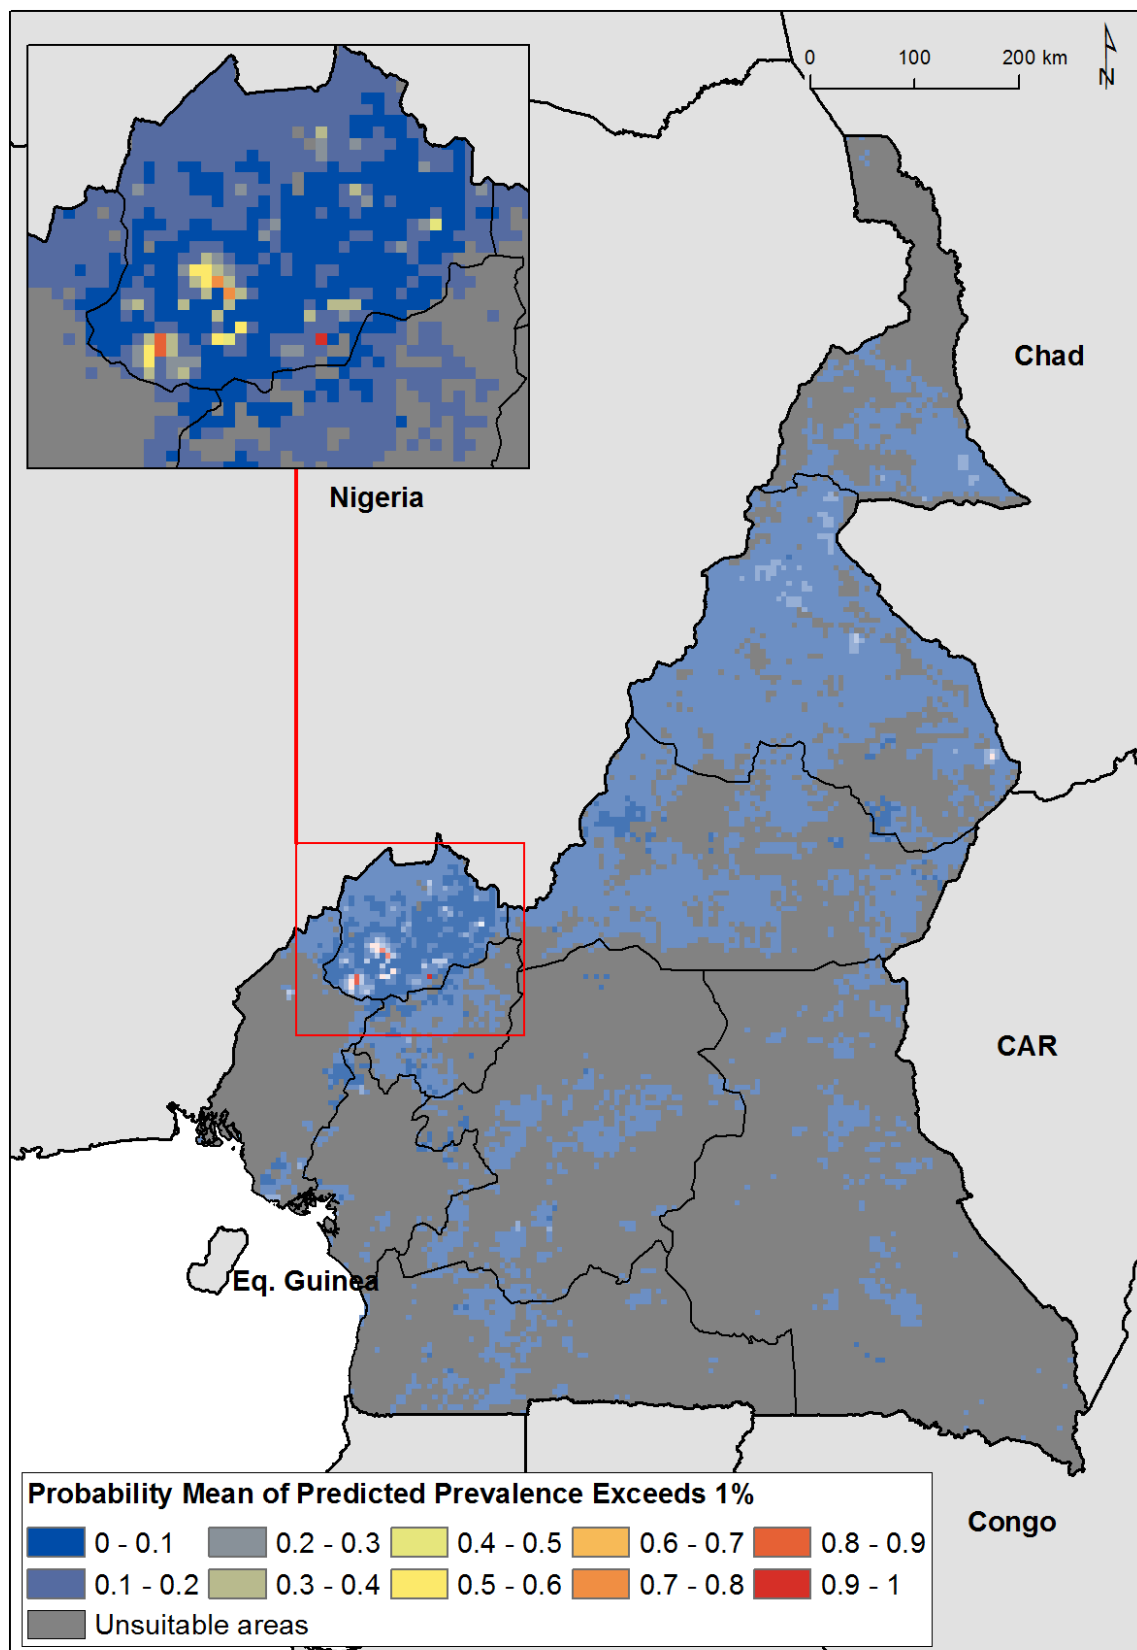 0 100 200 km
N
Chad
Nigeria
CAR
Eq. Guinea
Congo
Probability Mean of Predicted Prevalence Exceeds 1%
0 - 0.1 0.2 - 0.3 0.4 - 0.5 0.6 - 0.7 0.8 - 0.9
0.1 - 0.2 0.3 - 0.4 0.5 - 0.6 0.7 - 0.8 0.9 - 1
Unsuitable areas